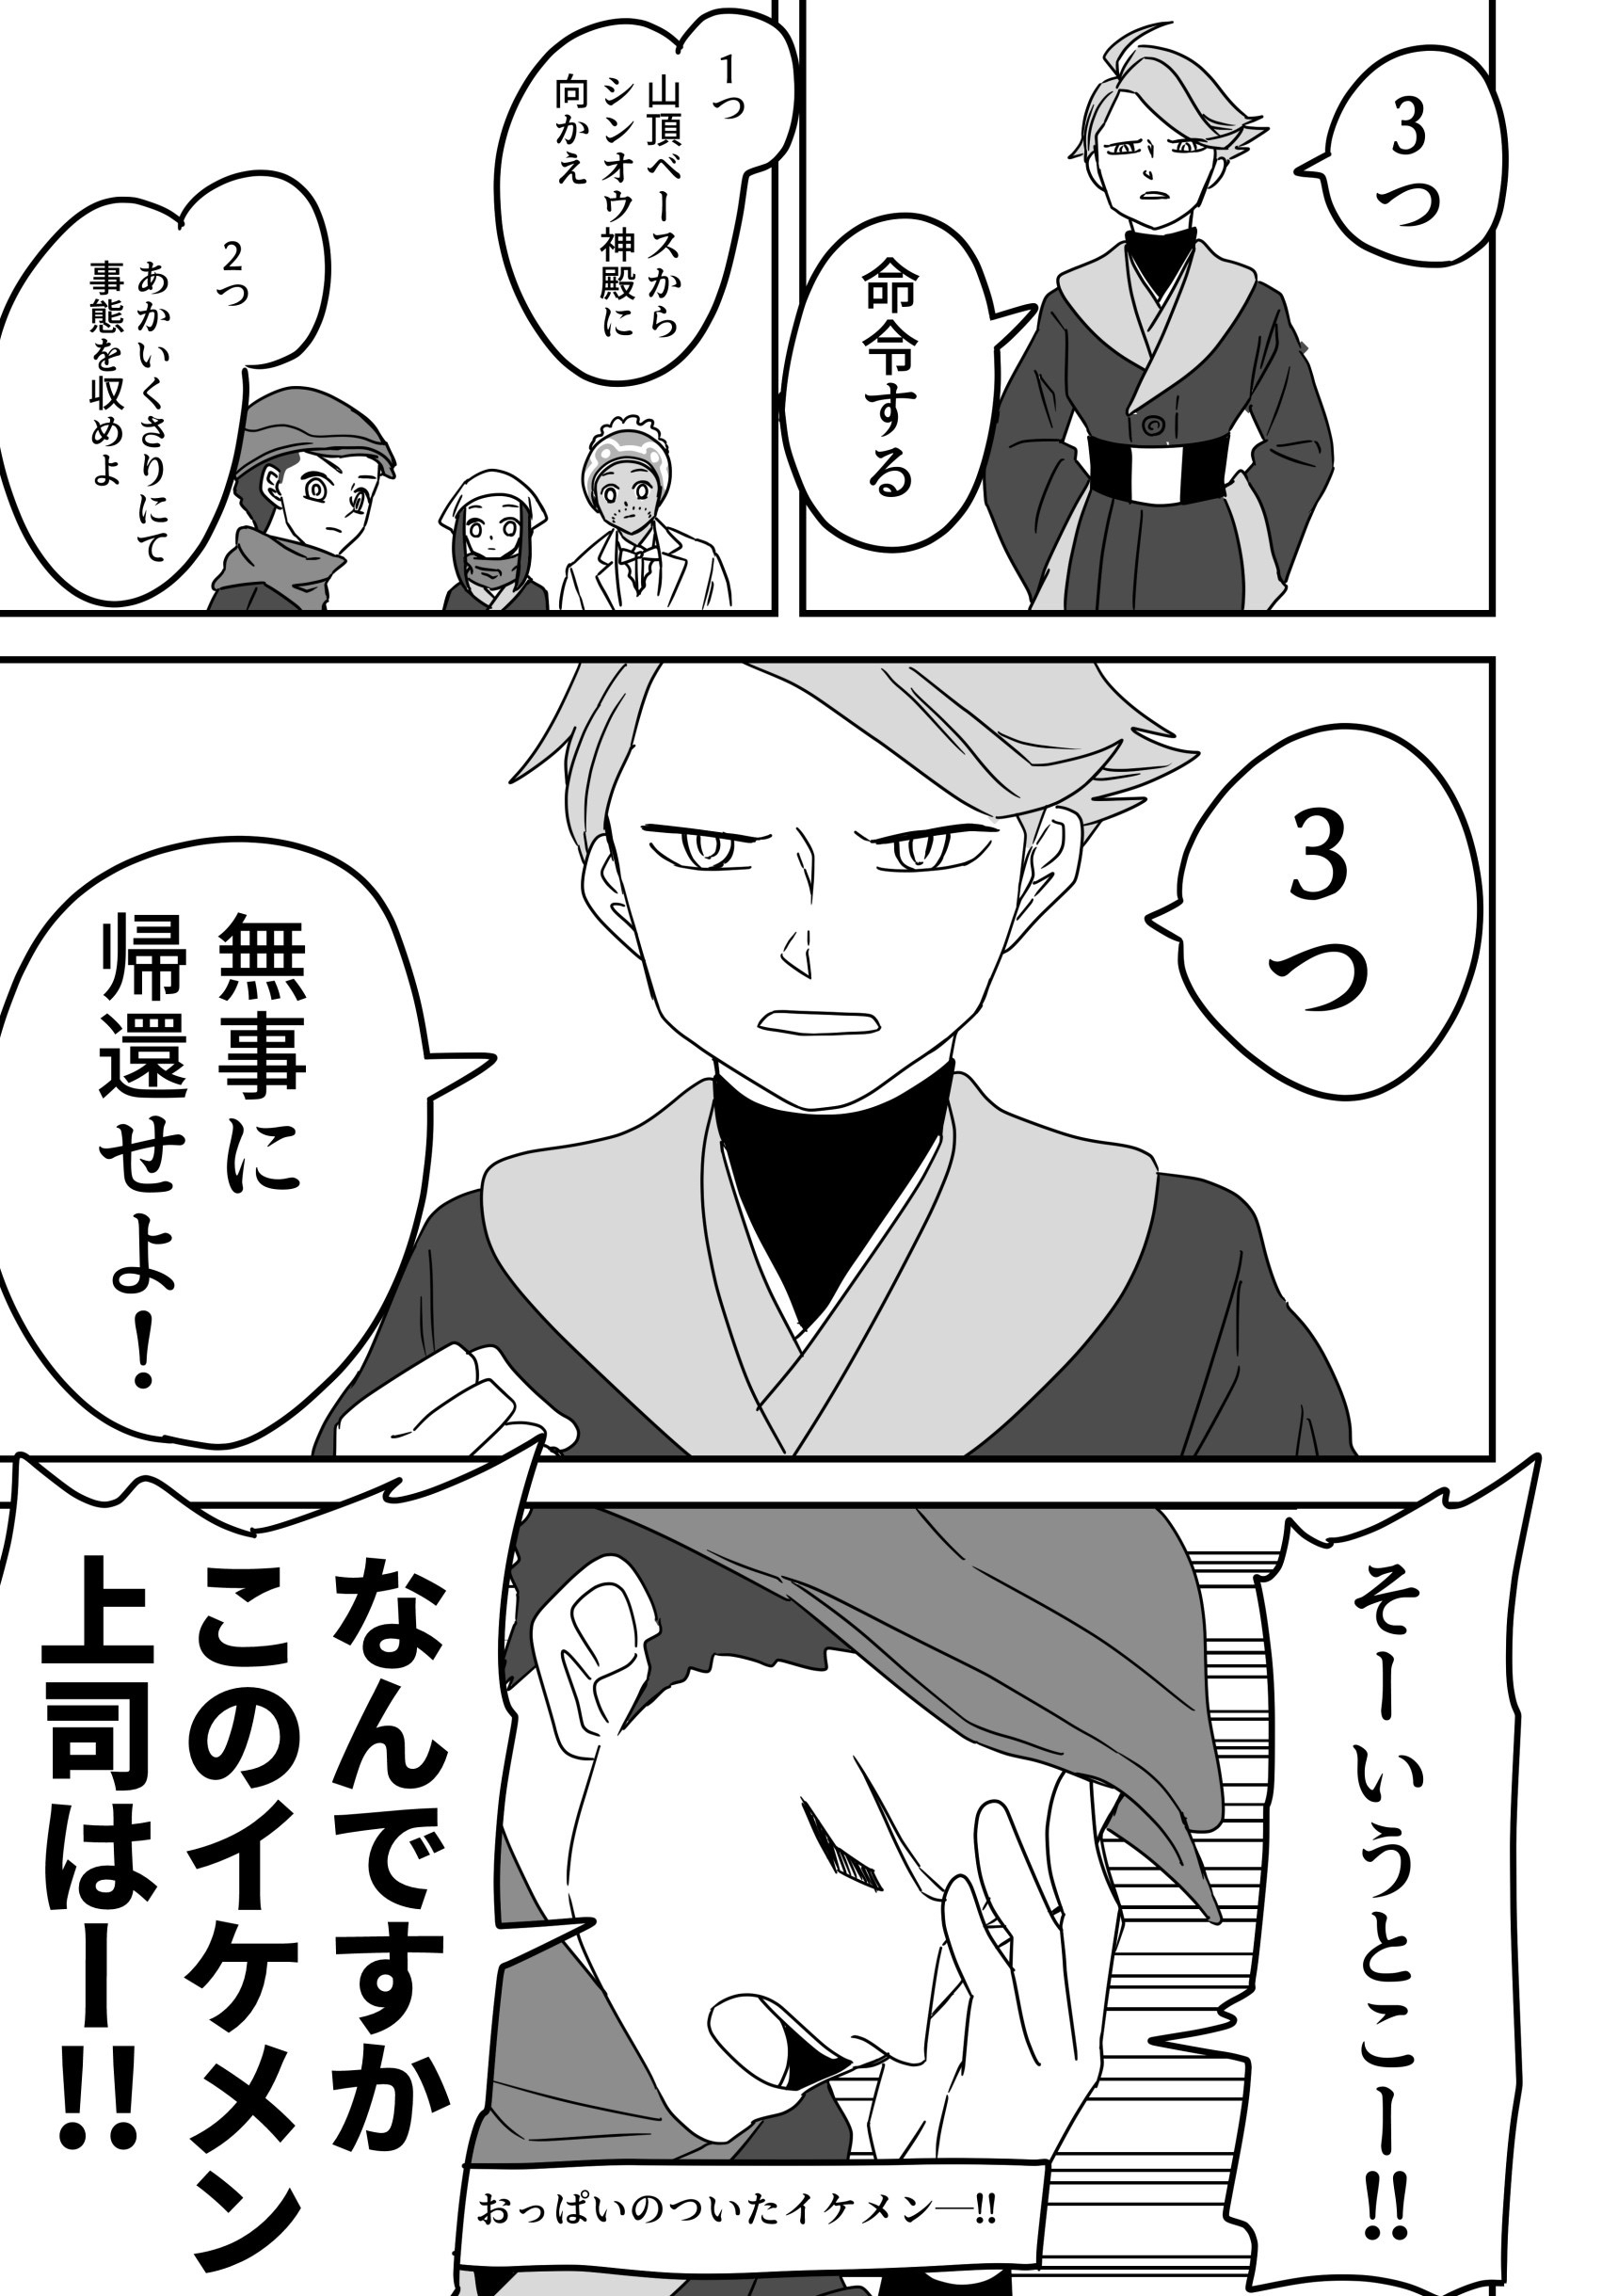 3つ
命令する
1つ
山頂ベースから
シンオウ神殿に
向かえ
2つ
あかいくさりにて
事態を収めよ
3つ
無事に
帰還せよ！
そーいうとこー!!
なんですか
このイケメン
上司はー!!
おっぱいのついたイケメン──!!